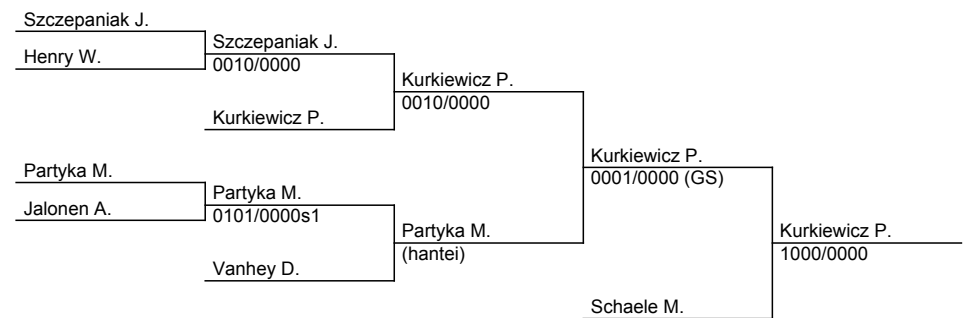 Szczepaniak J.
Henry W.
Szczepaniak J.
0010/0000
Kurkiewicz P.
Kurkiewicz P.
0010/0000
Partyka M.
Jalonen A.
Partyka M.
0101/0000s1
Vanhey D.
Partyka M.
(hantei)
Kurkiewicz P.
0001/0000 (GS)
Schaele M.
Kurkiewicz P.
1000/0000